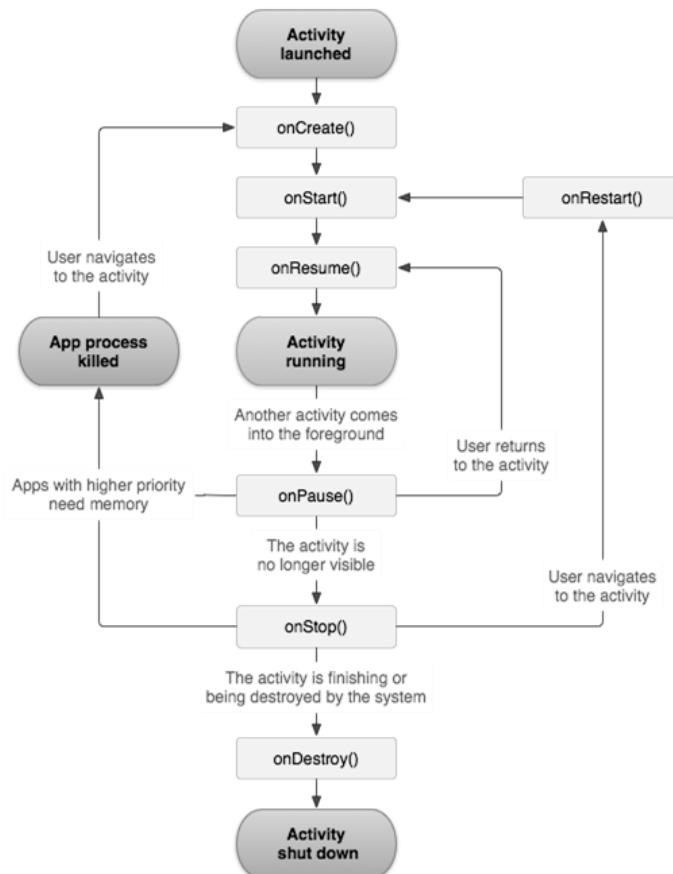 Activity
launched
onCreate()
onStart()
onRestart()
User navigates
to the activity
onResume()
App process
killed
Activity
running
Another activity comes
into the foreground
User returns
to the activity
Apps with higher priority
need memory
onPause()
The activity is
no longer visible
User navigates
to the activity
onStop()
The activity is finishing or
being destroyed by the system
onDestroy()
Activity
shut down